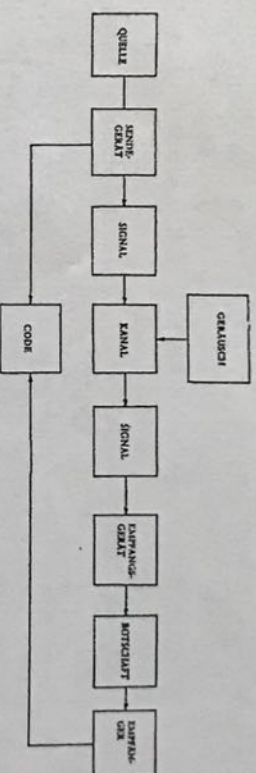 QUELLE
SENDE-
GERÄT
SIGNAL
KANAL
GERÄUSCH
SIGNAL
EMPFANGS-
GERÄT
BOTSCHAFT
EMPFÄN-
GER
CODE